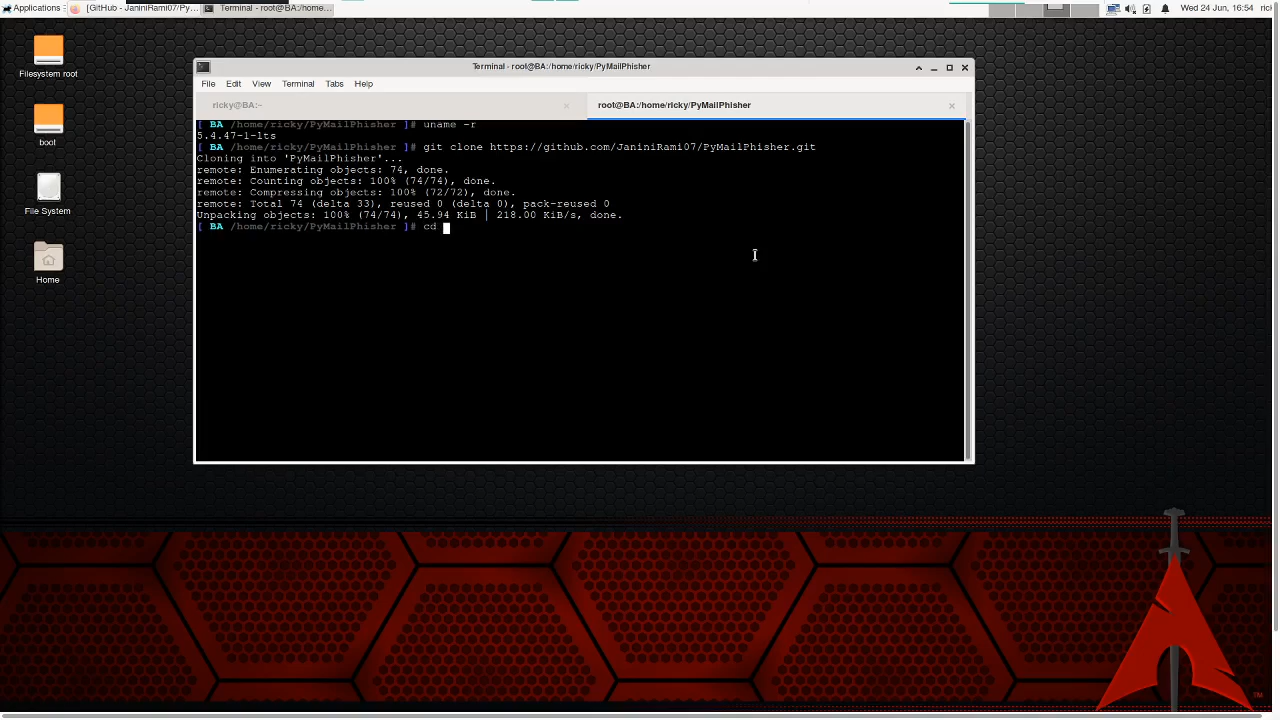 Applications
[GitHub - JaniniRami07/Py...
Terminal - root@BA:/home...
Wed 24 Jun, 16:54
rick
Filesystem root
boot
File System
Home
Terminal - root@BA:/home/ricky/PyMailPhisher
File Edit View Terminal Tabs Help
ricky@BA:~
root@BA:/home/ricky/PyMailPhisher
[ BA /home/ricky/PyMailPhisher ]# uname -r
5.4.47-1-lts
[ BA /home/ricky/PyMailPhisher ]# git clone https://github.com/JaniniRami07/PyMailPhisher.git
Cloning into 'PyMailPhisher'...
remote: Enumerating objects: 74, done.
remote: Counting objects: 100% (74/74), done.
remote: Compressing objects: 100% (72/72), done.
remote: Total 74 (delta 33), reused 0 (delta 0), pack-reused 0
Unpacking objects: 100% (74/74), 45.94 KiB | 218.00 KiB/s, done.
[ BA /home/ricky/PyMailPhisher ]# cd
TM